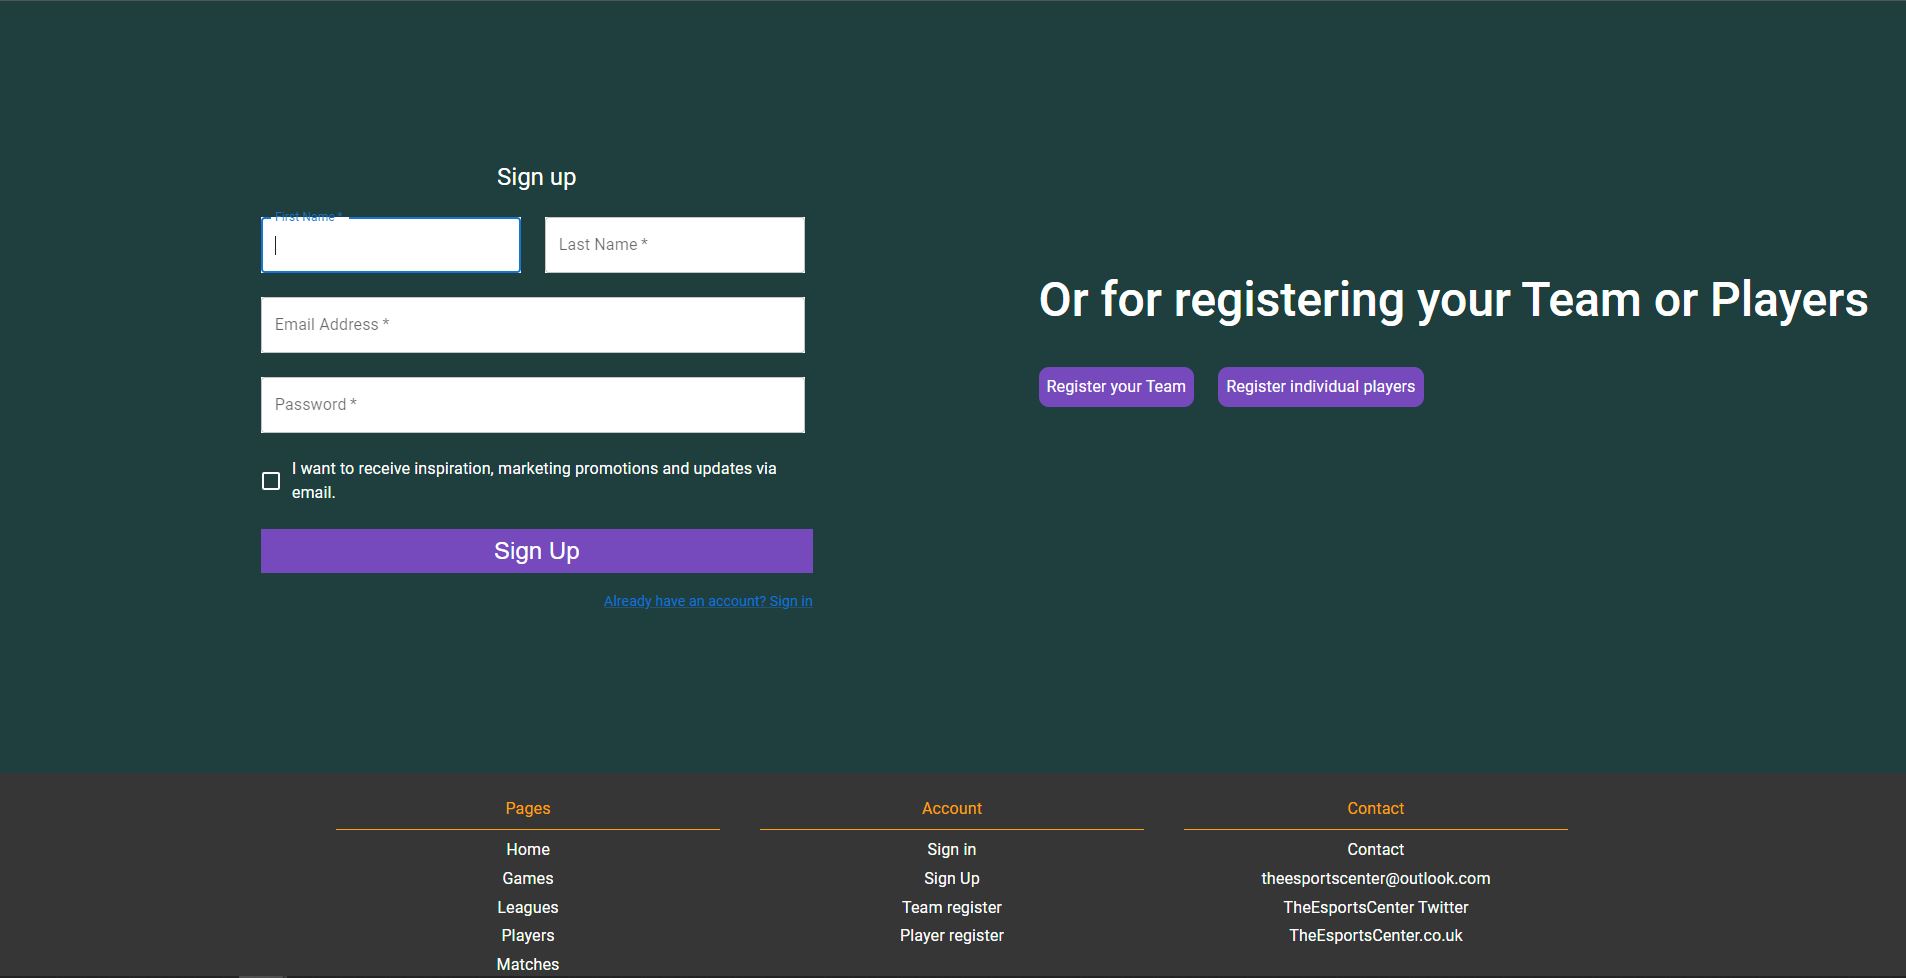 Sign up
First Name *
Last Name *
Email Address *
Password *
I want to receive inspiration, marketing promotions and updates via
email.
Sign Up
Already have an account? Sign in
Or for registering your Team or Players
Register your Team
Register individual players
Pages
Home
Games
Leagues
Players
Matches
Account
Sign in
Sign Up
Team register
Player register
Contact
Contact
theesportscenter@outlook.com
TheEsportsCenter Twitter
TheEsportsCenter.co.uk